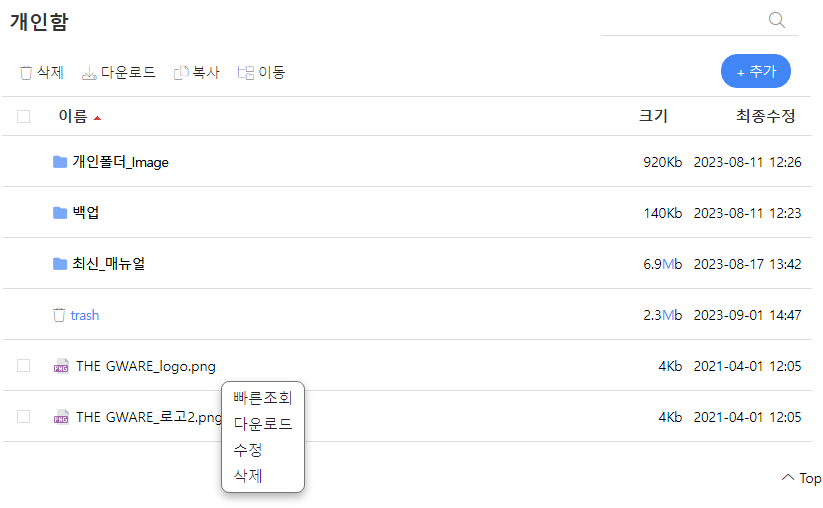 개인함
삭제 다운로드 복사 이동 + 추가
이름 크기 최종수정
개인폴더_Image 920Kb 2023-08-11 12:26
백업 140Kb 2023-08-11 12:23
최신_매뉴얼 6.9Mb 2023-08-17 13:42
trash 2.3Mb 2023-09-01 14:47
PNG THE GWARE_logo.png 4Kb 2021-04-01 12:05
PNG THE GWARE_로고2.png 4Kb 2021-04-01 12:05
빠른조회
다운로드
수정
삭제
Top